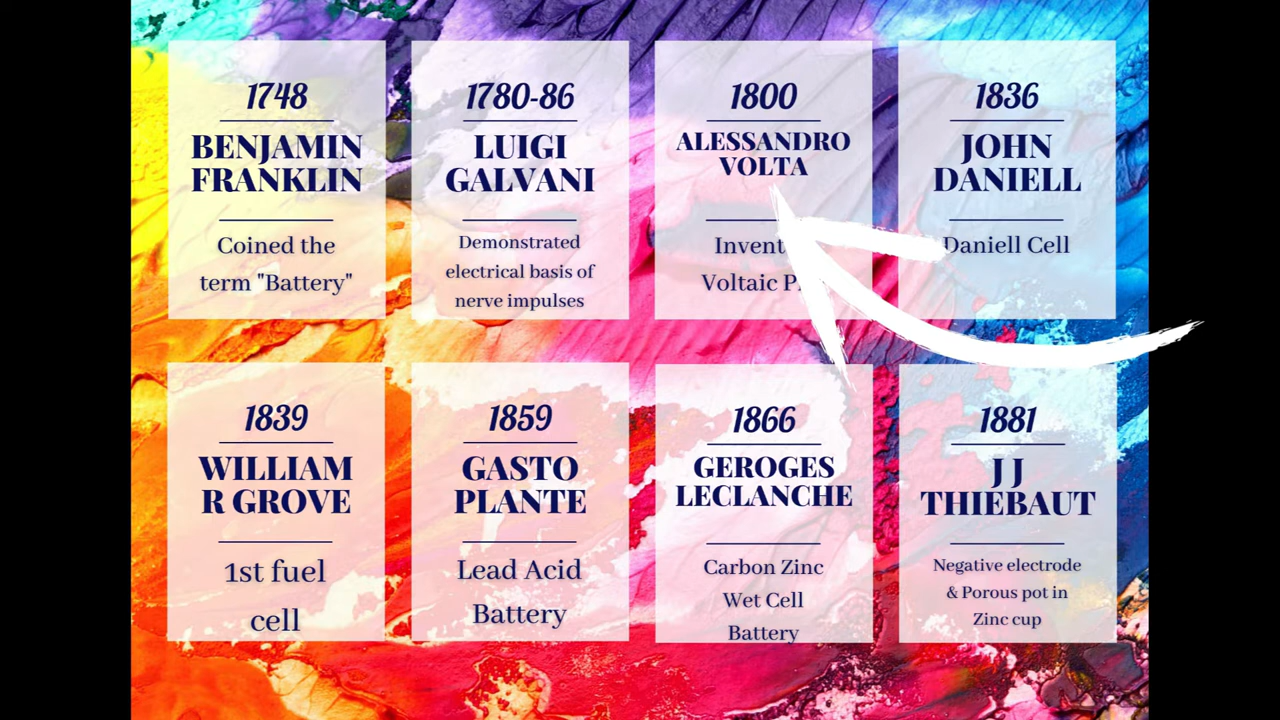 1748
BENJAMIN
FRANKLIN
Coined the
term "Battery"
1780-86
LUIGI
GALVANI
Demonstrated
electrical basis of
nerve impulses
1800
ALESSANDRO
VOLTA
Voltaic
1836
JOHN
DANIELL
Daniell Cell
1839
WILLIAM
R GROVE
1st fuel
cell
1859
GASTO
PLANTE
Lead Acid
Battery
1866
GEROGES
LECLANCHE
Carbon Zinc
Wet Cell
Battery
1881
J J
THIEBAUT
Negative electrode
& Porous pot in
Zinc cup